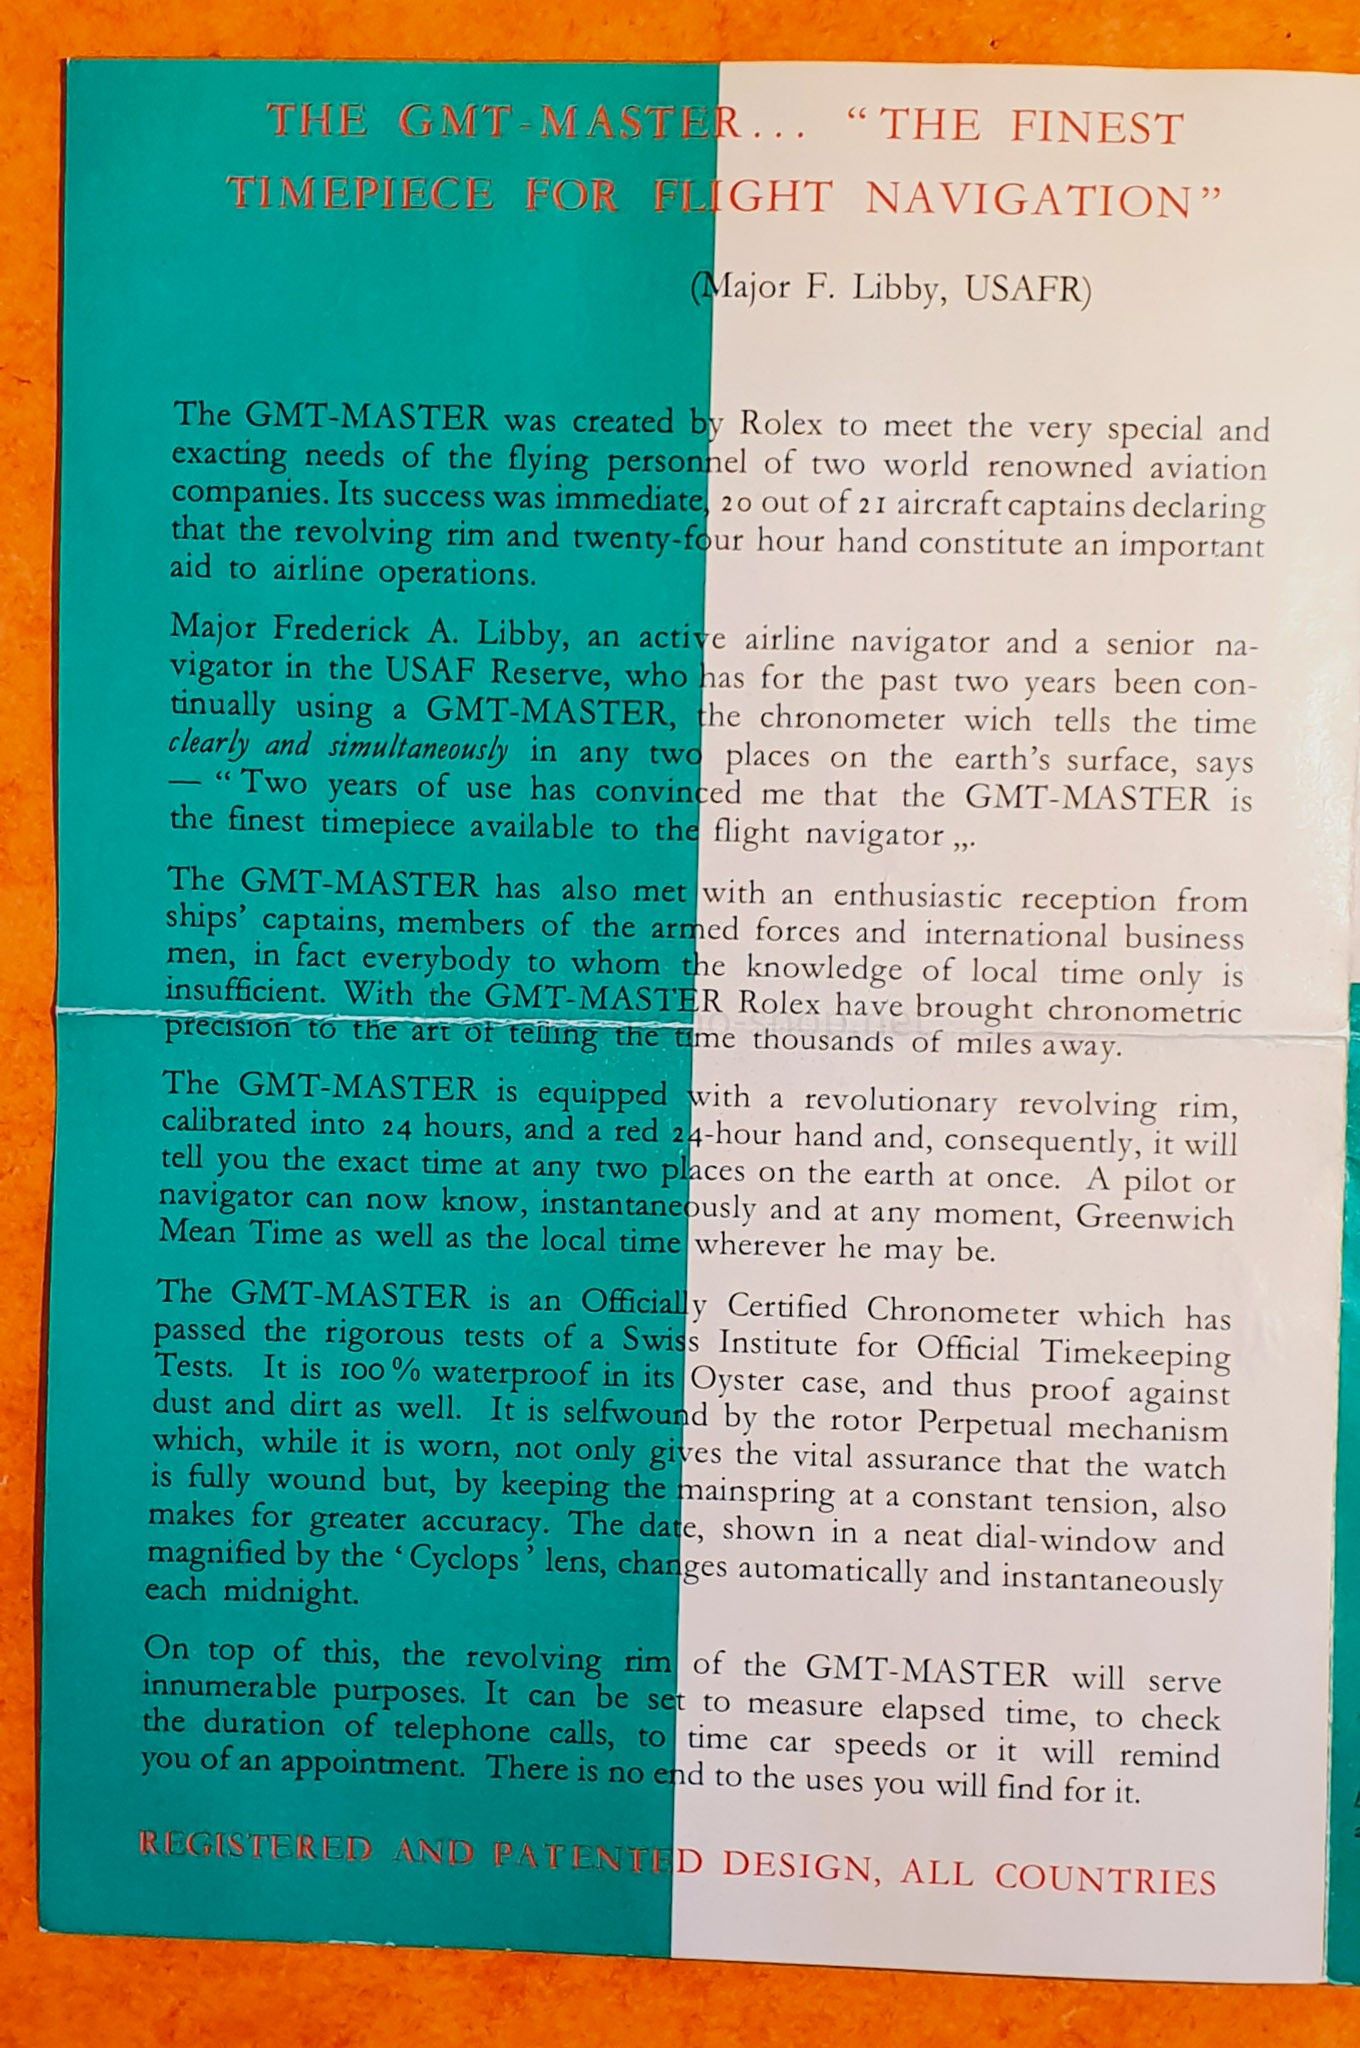 THE GMT-MASTER... “THE FINEST
TIMEPIECE FOR FLIGHT NAVIGATION”
(Major F. Libby, USAFR)
The GMT-MASTER was created by Rolex to meet the very special and
exacting needs of the flying personnel of two world renowned aviation
companies. Its success was immediate, 20 out of 21 aircraft captains declaring
that the revolving rim and twenty-four hour hand constitute an important
aid to airline operations.
Major Frederick A. Libby, an active airline navigator and a senior na-
vigator in the USAF Reserve, who has for the past two years been con-
tinually using a GMT-MASTER, the chronometer wich tells the time
clearly and simultaneously in any two places on the earth’s surface, says
— “ Two years of use has convinced me that the GMT-MASTER is
the finest timepiece available to the flight navigator „.
The GMT-MASTER has also met with an enthusiastic reception from
ships’ captains, members of the armed forces and international business
men, in fact everybody to whom the knowledge of local time only is
insufficient. With the GMT-MASTER Rolex have brought chronometric
precision to the art of telling the time thousands of miles away.
The GMT-MASTER is equipped with a revolutionary revolving rim,
calibrated into 24 hours, and a red 24-hour hand and, consequently, it will
tell you the exact time at any two places on the earth at once. A pilot or
navigator can now know, instantaneously and at any moment, Greenwich
Mean Time as well as the local time wherever he may be.
The GMT-MASTER is an Officially Certified Chronometer which has
passed the rigorous tests of a Swiss Institute for Official Timekeeping
Tests. It is 100 % waterproof in its Oyster case, and thus proof against
dust and dirt as well. It is selfwound by the rotor Perpetual mechanism
which, while it is worn, not only gives the vital assurance that the watch
is fully wound but, by keeping the mainspring at a constant tension, also
makes for greater accuracy. The date, shown in a neat dial-window and
magnified by the ‘ Cyclops ’ lens, changes automatically and instantaneously
each midnight.
On top of this, the revolving rim of the GMT-MASTER will serve
innumerable purposes. It can be set to measure elapsed time, to check
the duration of telephone calls, to time car speeds or it will remind
you of an appointment. There is no end to the uses you will find for it.
REGISTERED AND PATENTED DESIGN, ALL COUNTRIES